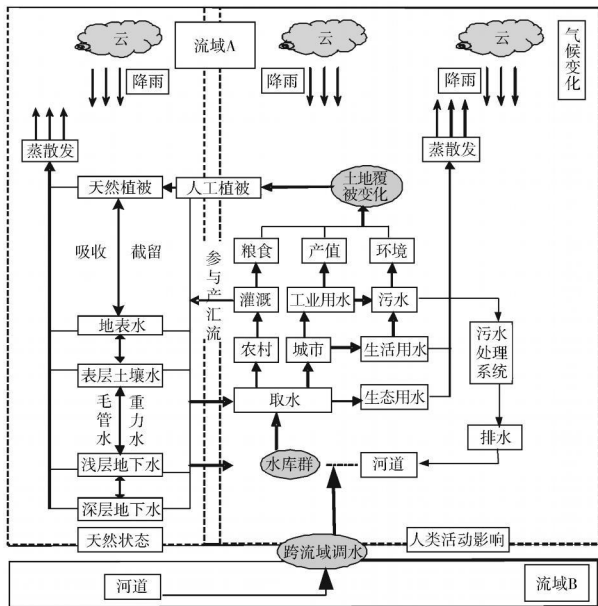 云
流域A
云
云
气候变化
降雨
降雨
降雨
蒸散发
蒸散发
天然植被
人工植被
土地覆
被变化
吸收
截留
参与产汇流
粮食
产值
环境
灌溉
工业用水
污水
地表水
农村
城市
生活用水
污水
处理
系统
表层土壤水
毛管水
重力水
取水
生态用水
排水
浅层地下水
水库群
河道
深层地下水
天然状态
跨流域调水
人类活动影响
河道
流域B